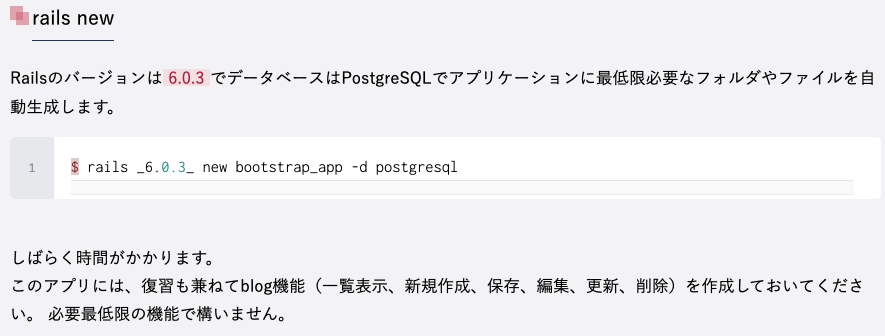 rails new
Railsのバージョンは 6.0.3 でデータベースはPostgreSQLでアプリケーションに最低限必要なフォルダやファイルを自
動生成します。
1 $ rails _6.0.3_ new bootstrap_app -d postgresql
しばらく時間がかかります。
このアプリには、復習も兼ねてblog機能（一覧表示、新規作成、保存、編集、更新、削除）を作成しておいてくださ
い。 必要最低限の機能で構いません。